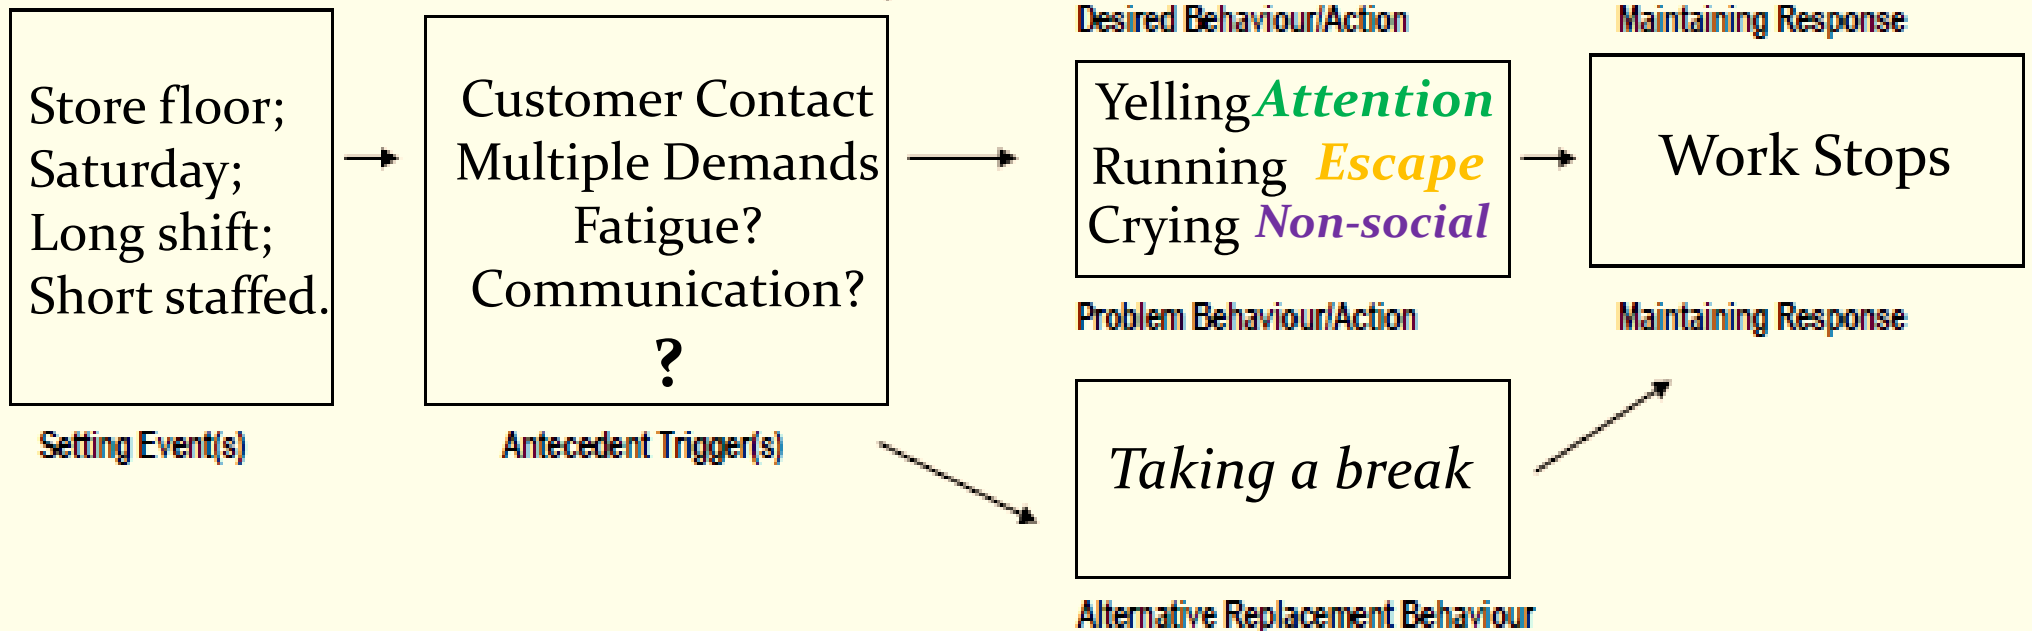 Desired Behaviour/Action
Maintaining Response
Store floor;
Saturday;
Long shift;
Short staffed.
Setting Event(s)
Customer Contact
Multiple Demands
Fatigue?
Communication?
?
Antecedent Trigger(s)
Yelling Attention
Running Escape
Crying Non-social
Problem Behaviour/Action
Work Stops
Maintaining Response
Taking a break
Alternative Replacement Behaviour